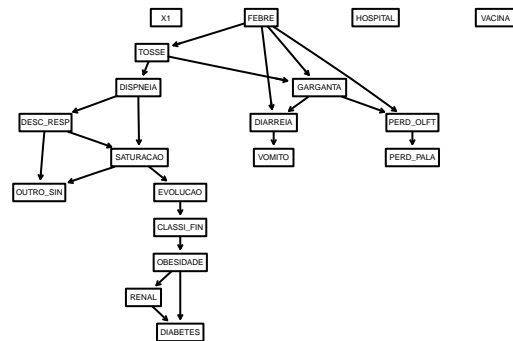 X1 FEBRE HOSPITAL VACINA
TOSSE
DISPNEIA GARGANTA
DESC_RESP DIARREIA PERD_OLFT
SATURACAO VOMITO PERD_PALA
OUTRO_SIN EVOLUCAO
CLASSI_FIN
OBESIDADE
RENAL
DIABETES